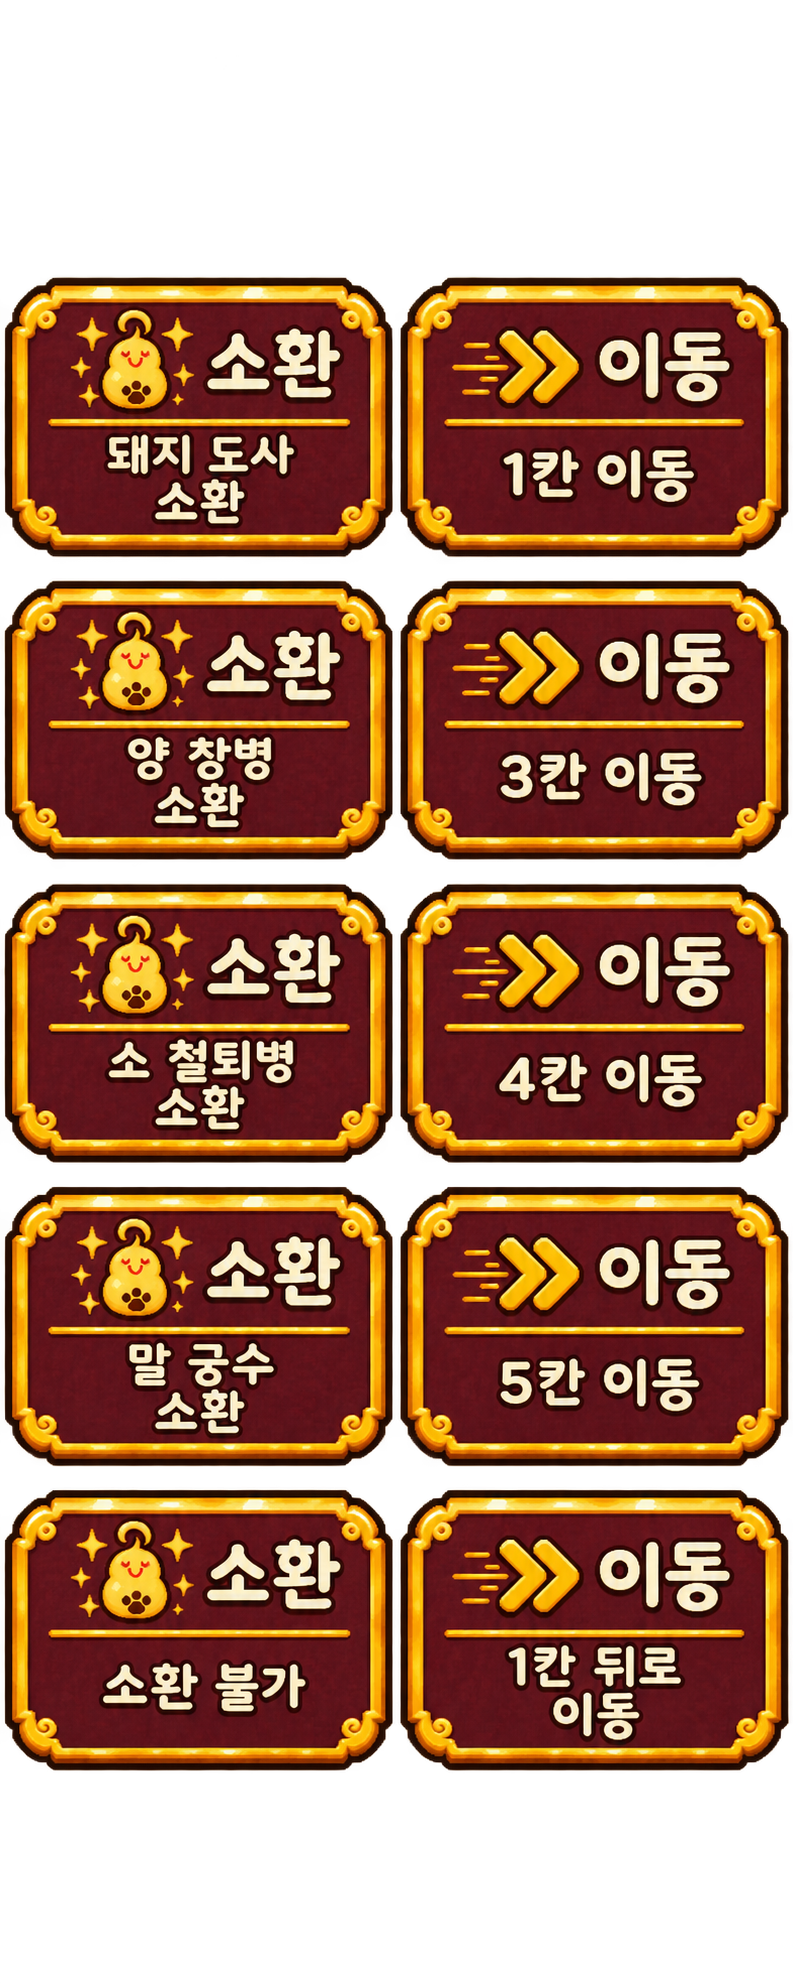 소환
돼지 도사
소환
이동
1칸 이동
소환
양 창병
소환
이동
3칸 이동
소환
소 철퇴병
소환
이동
4칸 이동
소환
말 궁수
소환
이동
5칸 이동
소환
소환 불가
이동
1칸 뒤로
이동